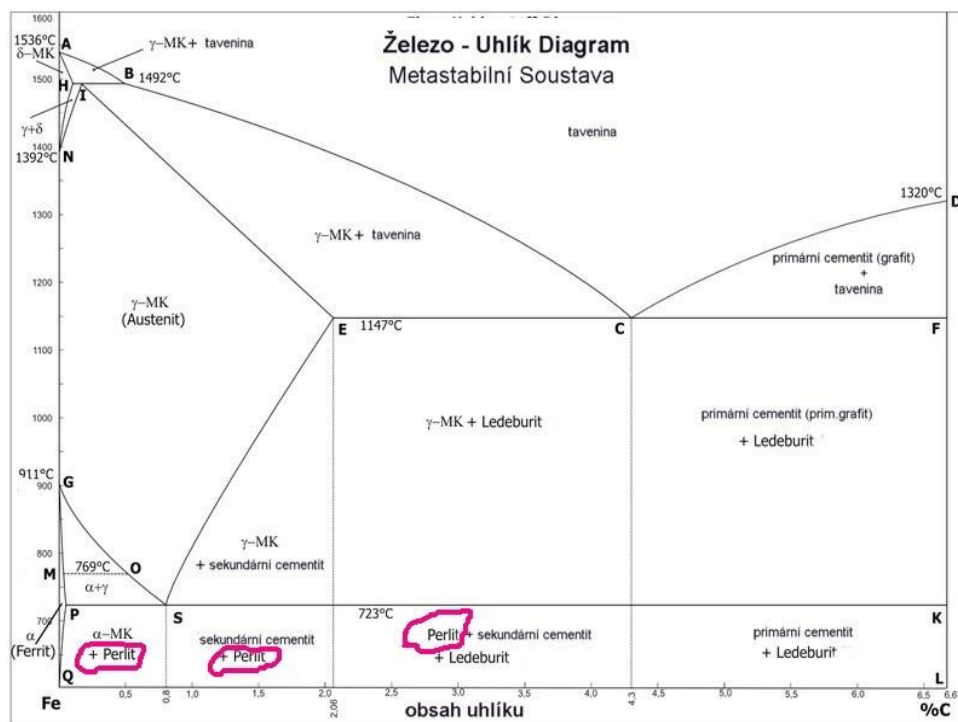 1600
Železo - Uhlík Diagram
Metastabilní Soustava
1536°C
A
δ-MK
γ-MK+ tavenina
B
1492°C
1500
H
I
γ+δ
1400
N
1392°C
tavenina
1320°C
D
1300
γ-MK+ tavenina
primární cementit (grafit)
+
tavenina
1200
γ-MK
(Austenit)
E
1147°C
C
F
1100
1000
γ-MK + Ledeburit
primární cementit (prim.grafit)
+ Ledeburit
911°C
G
900
γ-MK
+ sekundární cementit
800
M
769°C
O
α+γ
P
S
723°C
K
700
α
(Ferrit)
α-MK
+ Perlit
sekundární cementit
+ Perlit
Perlit + sekundární cementit
+ Ledeburit
primární cementit
+ Ledeburit
Q
L
Fe
0,5
0.8
1,0
1,5
2,0
2.06
2,5
3,0
3,5
4,0
4.3
4,5
5,0
5,5
6,0
6,5
6,67
obsah uhlíku
%C